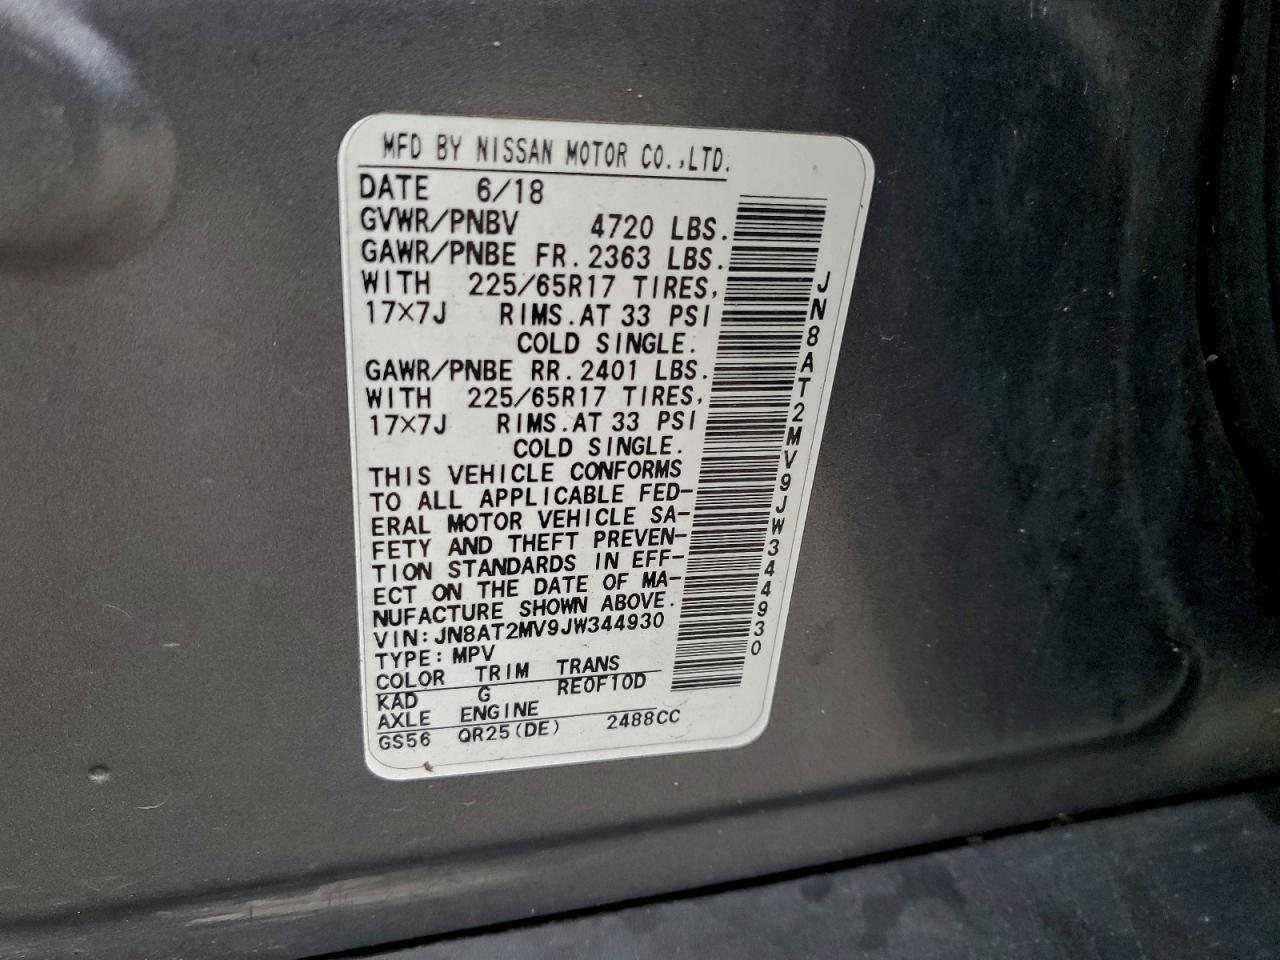 MFD BY NISSAN MOTOR CO.,LTD.
DATE 6/18
GVWR/PNBV 4720 LBS.
GAWR/PNBE FR.2363 LBS.
WITH 225/65R17 TIRES,
17×7J RIMS.AT 33 PSI
COLD SINGLE.
GAWR/PNBE RR.2401 LBS.
WITH 225/65R17 TIRES,
17×7J RIMS.AT 33 PSI
COLD SINGLE.
THIS VEHICLE CONFORMS
TO ALL APPLICABLE FED-
ERAL MOTOR VEHICLE SA-
FETY AND THEFT PREVEN-
TION STANDARDS IN EFF-
ECT ON THE DATE OF MA-
NUFACTURE SHOWN ABOVE.
VIN:JN8AT2MV9JW344930
TYPE:MPV
COLOR TRIM TRANS
KAD G RE0F10D
AXLE ENGINE
GS56 QR25(DE) 2488CC
JN8AT2MV9JW344930